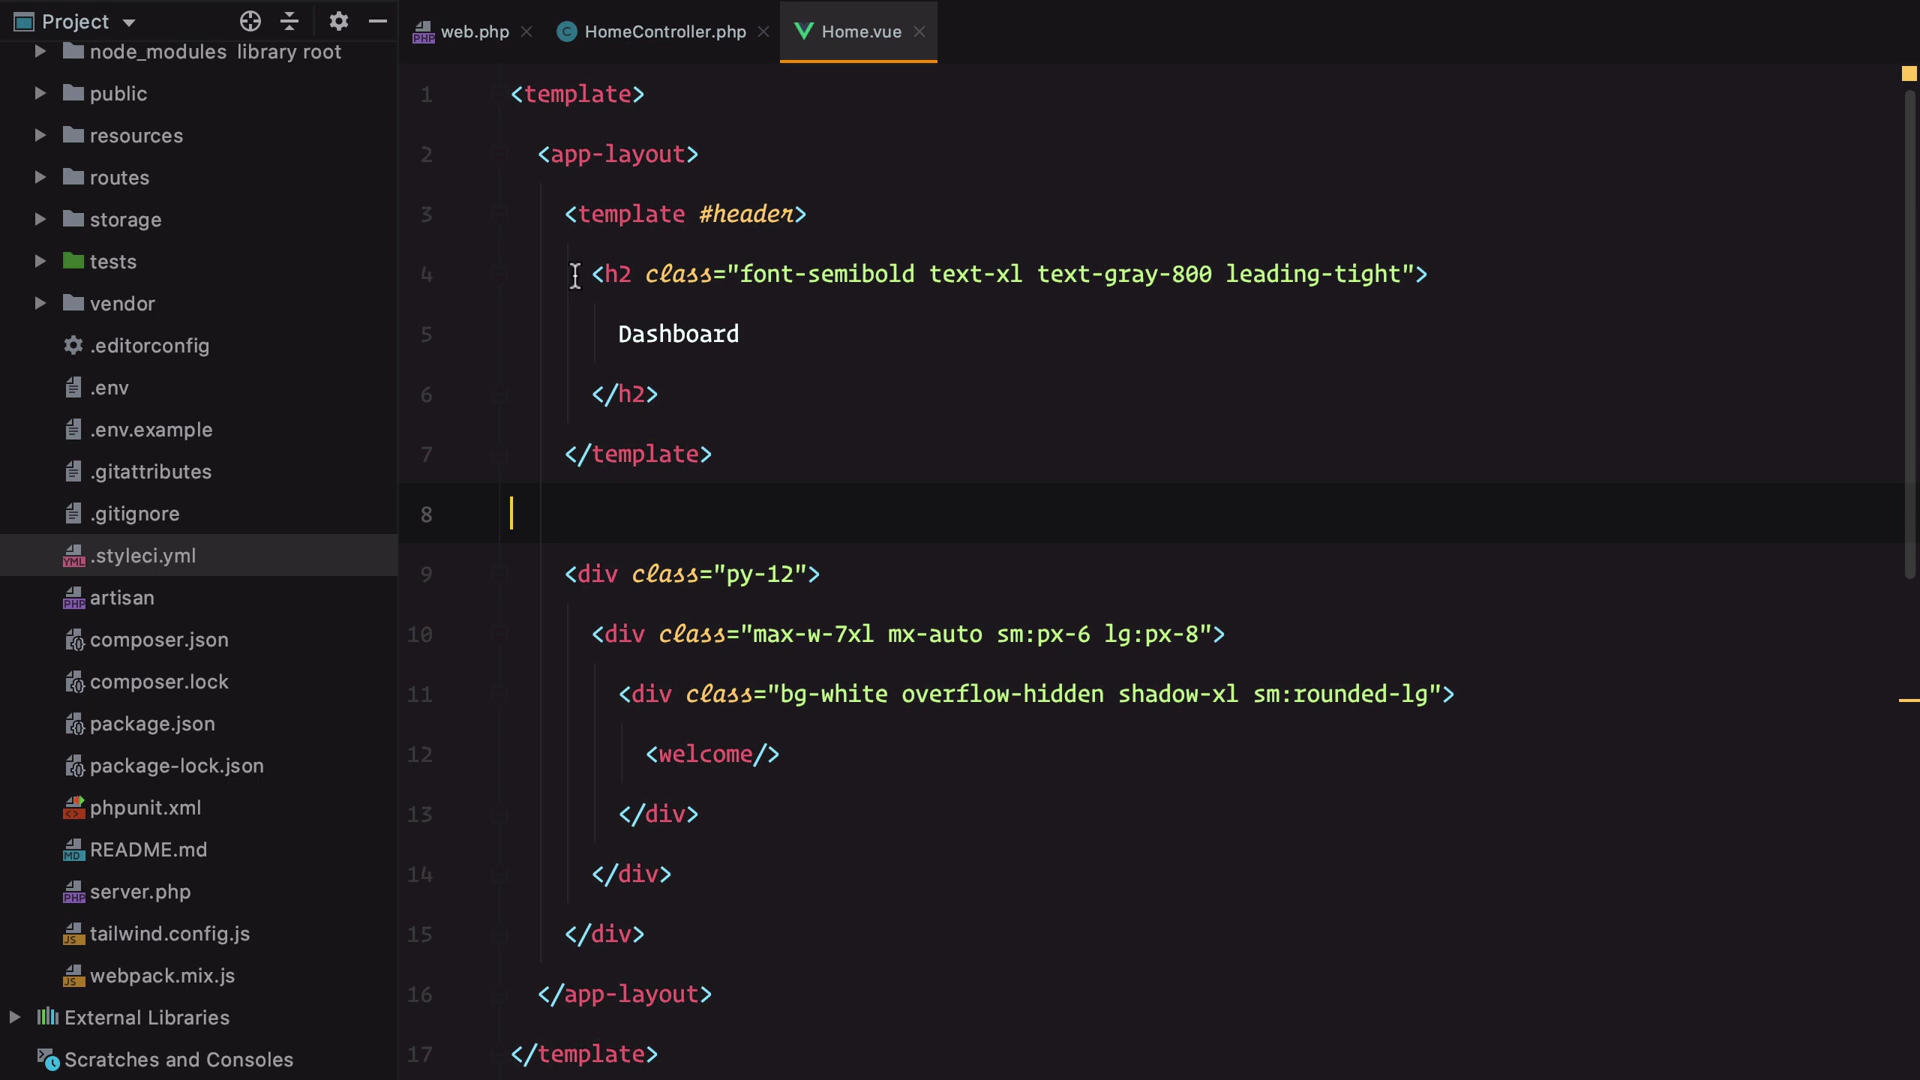 Project
node_modules library root
public
resources
routes
storage
tests
vendor
.editorconfig
.env
.env.example
.gitattributes
.gitignore
.styleci.yml
artisan
composer.json
composer.lock
package.json
package-lock.json
phpunit.xml
README.md
server.php
tailwind.config.js
webpack.mix.js
External Libraries
Scratches and Consoles
web.php HomeController.php Home.vue
1 <template>
2 <app-layout>
3 <template #header>
4 <h2 class="font-semibold text-xl text-gray-800 leading-tight">
5 Dashboard
6 </h2>
7 </template>
8
9 <div class="py-12">
10 <div class="max-w-7xl mx-auto sm:px-6 lg:px-8">
11 <div class="bg-white overflow-hidden shadow-xl sm:rounded-lg">
12 <welcome/>
13 </div>
14 </div>
15 </div>
16 </app-layout>
17 </template>